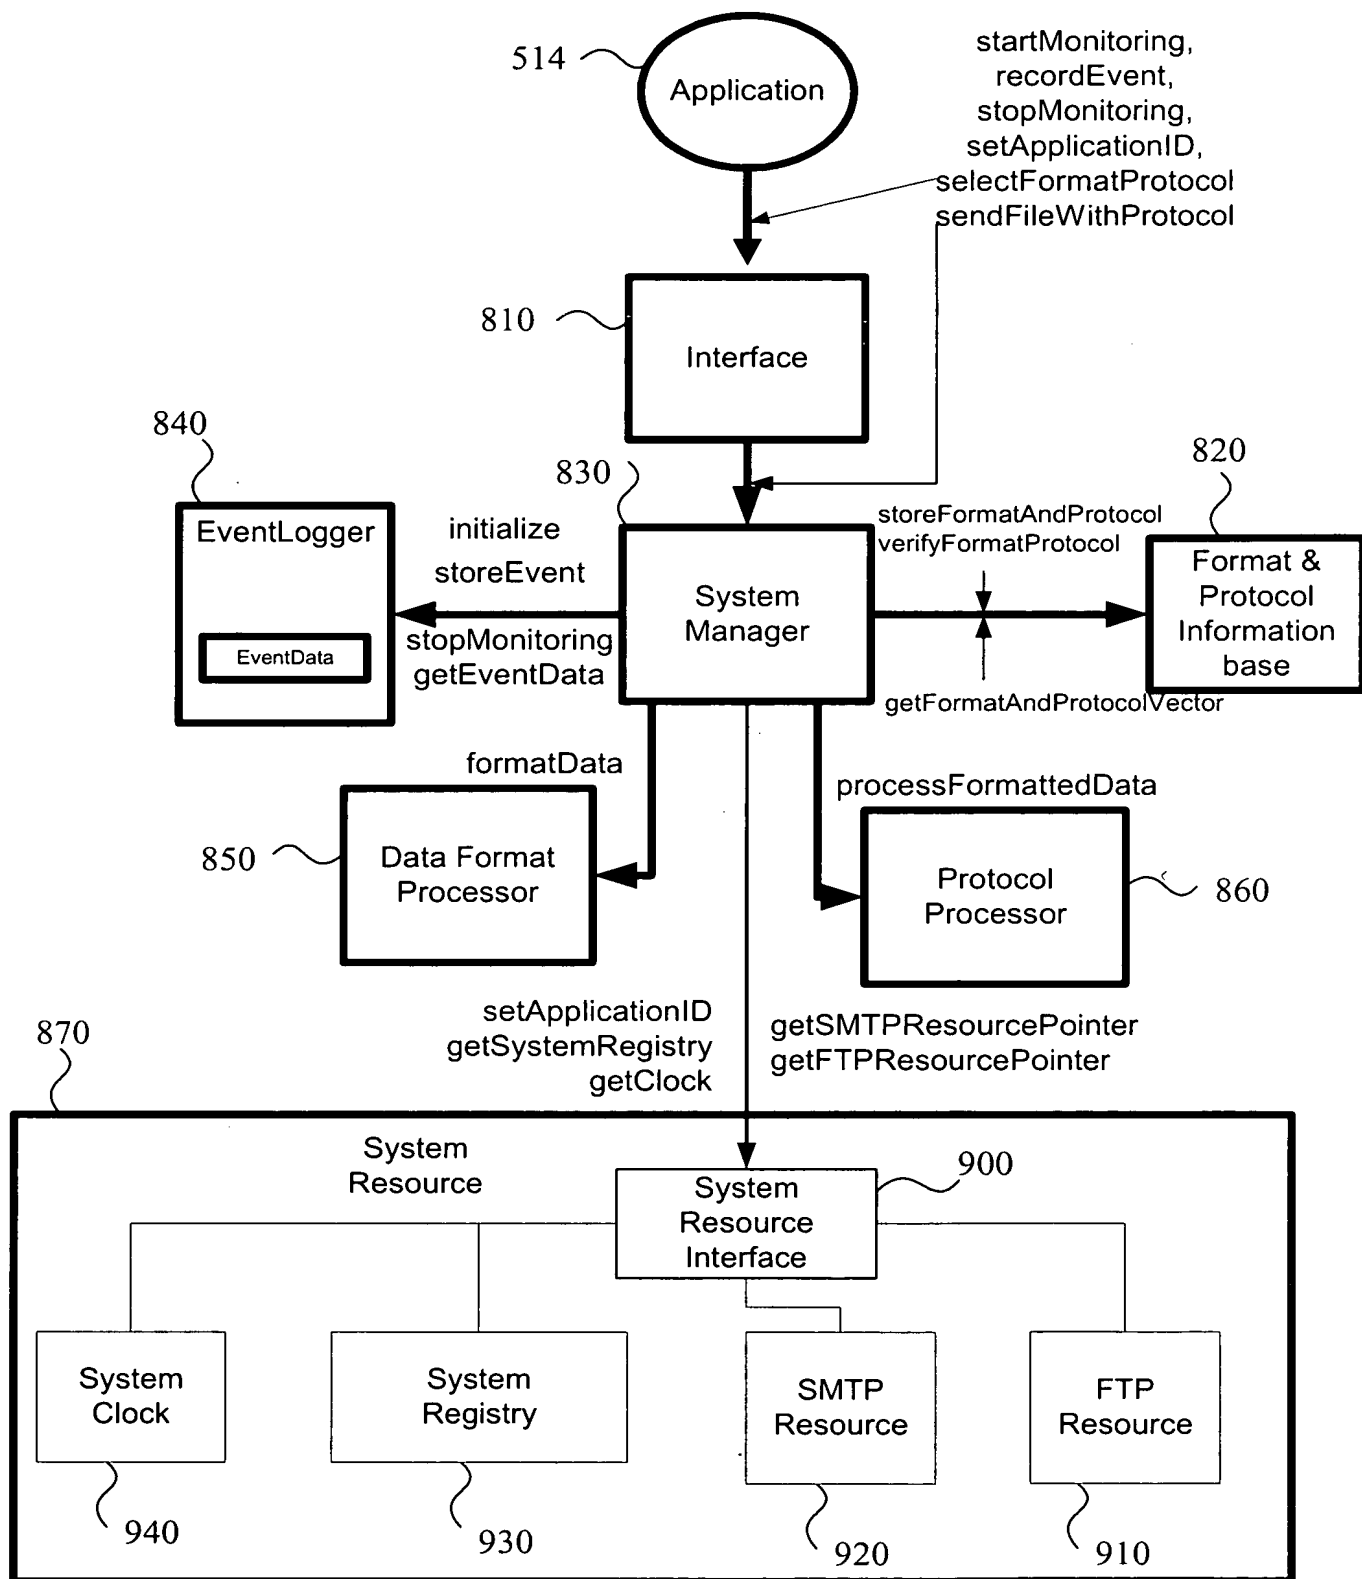 514
Application
startMonitoring,
recordEvent,
stopMonitoring,
setApplicationID,
selectFormatProtocol
sendFileWithProtocol
810
Interface
840
EventLogger
EventData
initialize
storeEvent
stopMonitoring
getEventData
830
System
Manager
storeFormatAndProtocol
verifyFormatProtocol
getFormatAndProtocolVector
820
Format &
Protocol
Information
base
formatData
850
Data Format
Processor
processFormattedData
Protocol
Processor
860
setApplicationID
getSystemRegistry
getClock
getSMTPResourcePointer
getFTPResourcePointer
870
System
Resource
900
System
Resource
Interface
System
Clock
940
System
Registry
930
SMTP
Resource
920
FTP
Resource
910